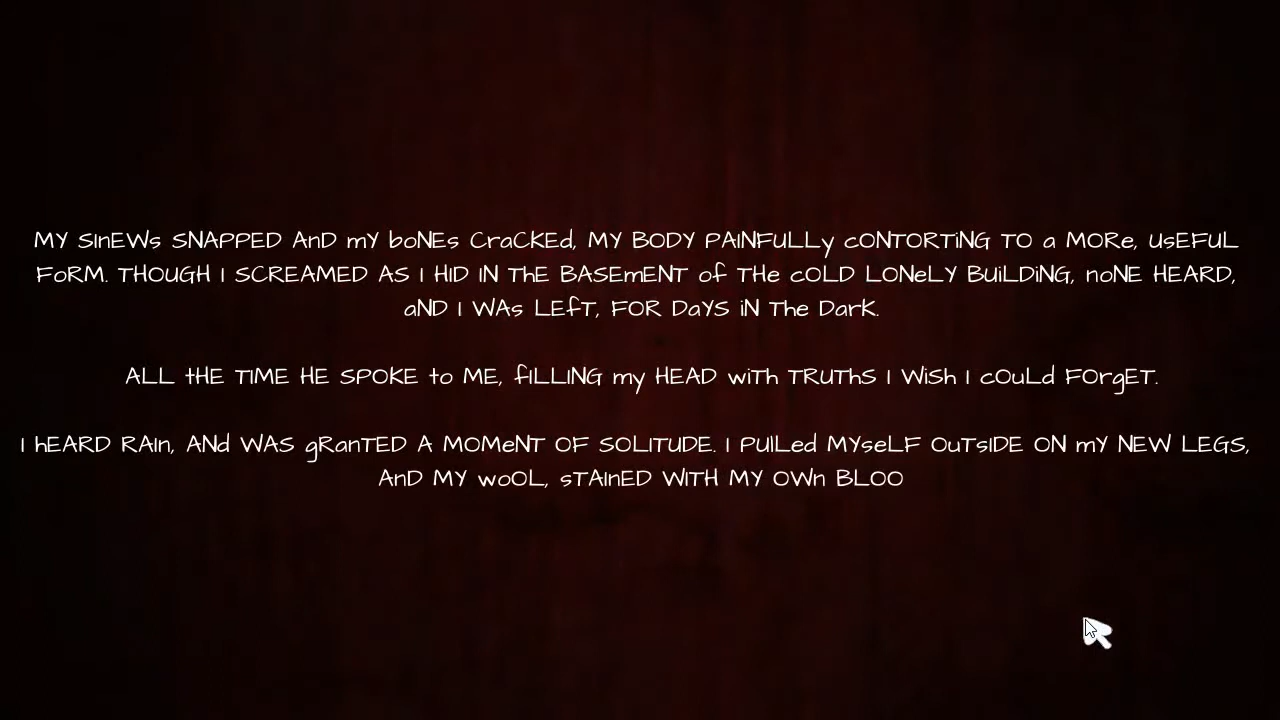 MY SInEWs SNAPPED AnD mY boNEs CraCKEd, MY BODY PAINFULLy cONTORTiNG TO a MORe, UsEFUL
FoRM. THOUGH I SCREAMED AS I HID IN ThE BASEmENT of THe cOLD LONeLY BUiLDiNG, noNE HEARD,
aND I WAs LEfT, FOR DaYS iN The Dark.
ALL tHE TIME HE SPOKE to ME, fILLING my HEAD wiTh TRUThS I WiSh I cOuLd FOrgET.
I hEARD RAIn, ANd WAS gRanTED A MOMeNT OF SOLITUDE. I PUlLed MYseLF OuTsIDE ON mY NEW LEGS,
AnD MY woOL, sTAInED WITH MY OWn BLOO